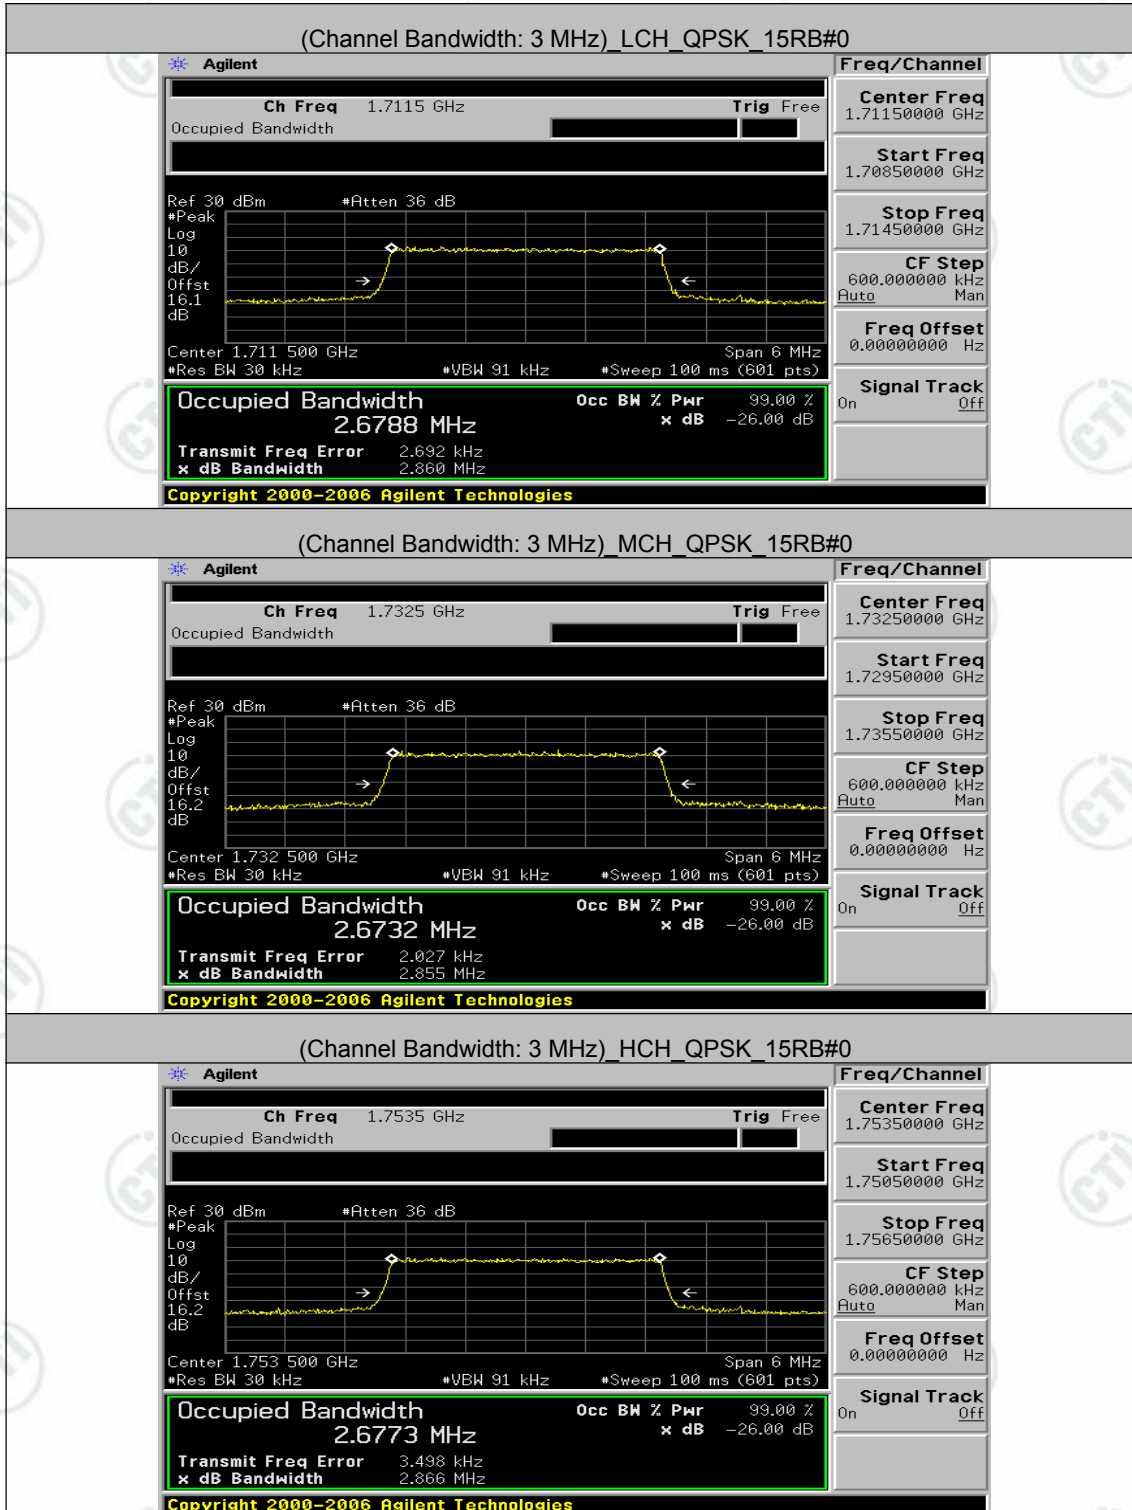 (Channel Bandwidth: 3 MHz)_LCH_QPSK_15RB#0
Agilent
Freq/Channel
Ch Freq 1.7115 GHz Trig Free
Occupied Bandwidth
Center Freq
1.71150000 GHz
Start Freq
1.70850000 GHz
Stop Freq
1.71450000 GHz
CF Step
600.000000 kHz
Auto Man
Freq Offset
0.00000000 Hz
Signal Track
On Off
Ref 30 dBm #Atten 36 dB
#Peak
Log
10
dB/
Offst
16.1
dB
Center 1.711 500 GHz Span 6 MHz
#Res BW 30 kHz #VBW 91 kHz #Sweep 100 ms (601 pts)
Occupied Bandwidth Occ BW % Pwr 99.00 %
2.6788 MHz x dB -26.00 dB
Transmit Freq Error 2.692 kHz
x dB Bandwidth 2.860 MHz
Copyright 2000-2006 Agilent Technologies
(Channel Bandwidth: 3 MHz)_MCH_QPSK_15RB#0
Agilent
Freq/Channel
Ch Freq 1.7325 GHz Trig Free
Occupied Bandwidth
Center Freq
1.73250000 GHz
Start Freq
1.72950000 GHz
Stop Freq
1.73550000 GHz
CF Step
600.000000 kHz
Auto Man
Freq Offset
0.00000000 Hz
Signal Track
On Off
Ref 30 dBm #Atten 36 dB
#Peak
Log
10
dB/
Offst
16.2
dB
Center 1.732 500 GHz Span 6 MHz
#Res BW 30 kHz #VBW 91 kHz #Sweep 100 ms (601 pts)
Occupied Bandwidth Occ BW % Pwr 99.00 %
2.6732 MHz x dB -26.00 dB
Transmit Freq Error 2.027 kHz
x dB Bandwidth 2.855 MHz
Copyright 2000-2006 Agilent Technologies
(Channel Bandwidth: 3 MHz)_HCH_QPSK_15RB#0
Agilent
Freq/Channel
Ch Freq 1.7535 GHz Trig Free
Occupied Bandwidth
Center Freq
1.75350000 GHz
Start Freq
1.75050000 GHz
Stop Freq
1.75650000 GHz
CF Step
600.000000 kHz
Auto Man
Freq Offset
0.00000000 Hz
Signal Track
On Off
Ref 30 dBm #Atten 36 dB
#Peak
Log
10
dB/
Offst
16.2
dB
Center 1.753 500 GHz Span 6 MHz
#Res BW 30 kHz #VBW 91 kHz #Sweep 100 ms (601 pts)
Occupied Bandwidth Occ BW % Pwr 99.00 %
2.6773 MHz x dB -26.00 dB
Transmit Freq Error 3.498 kHz
x dB Bandwidth 2.866 MHz
Copyright 2000-2006 Agilent Technologies
CTI